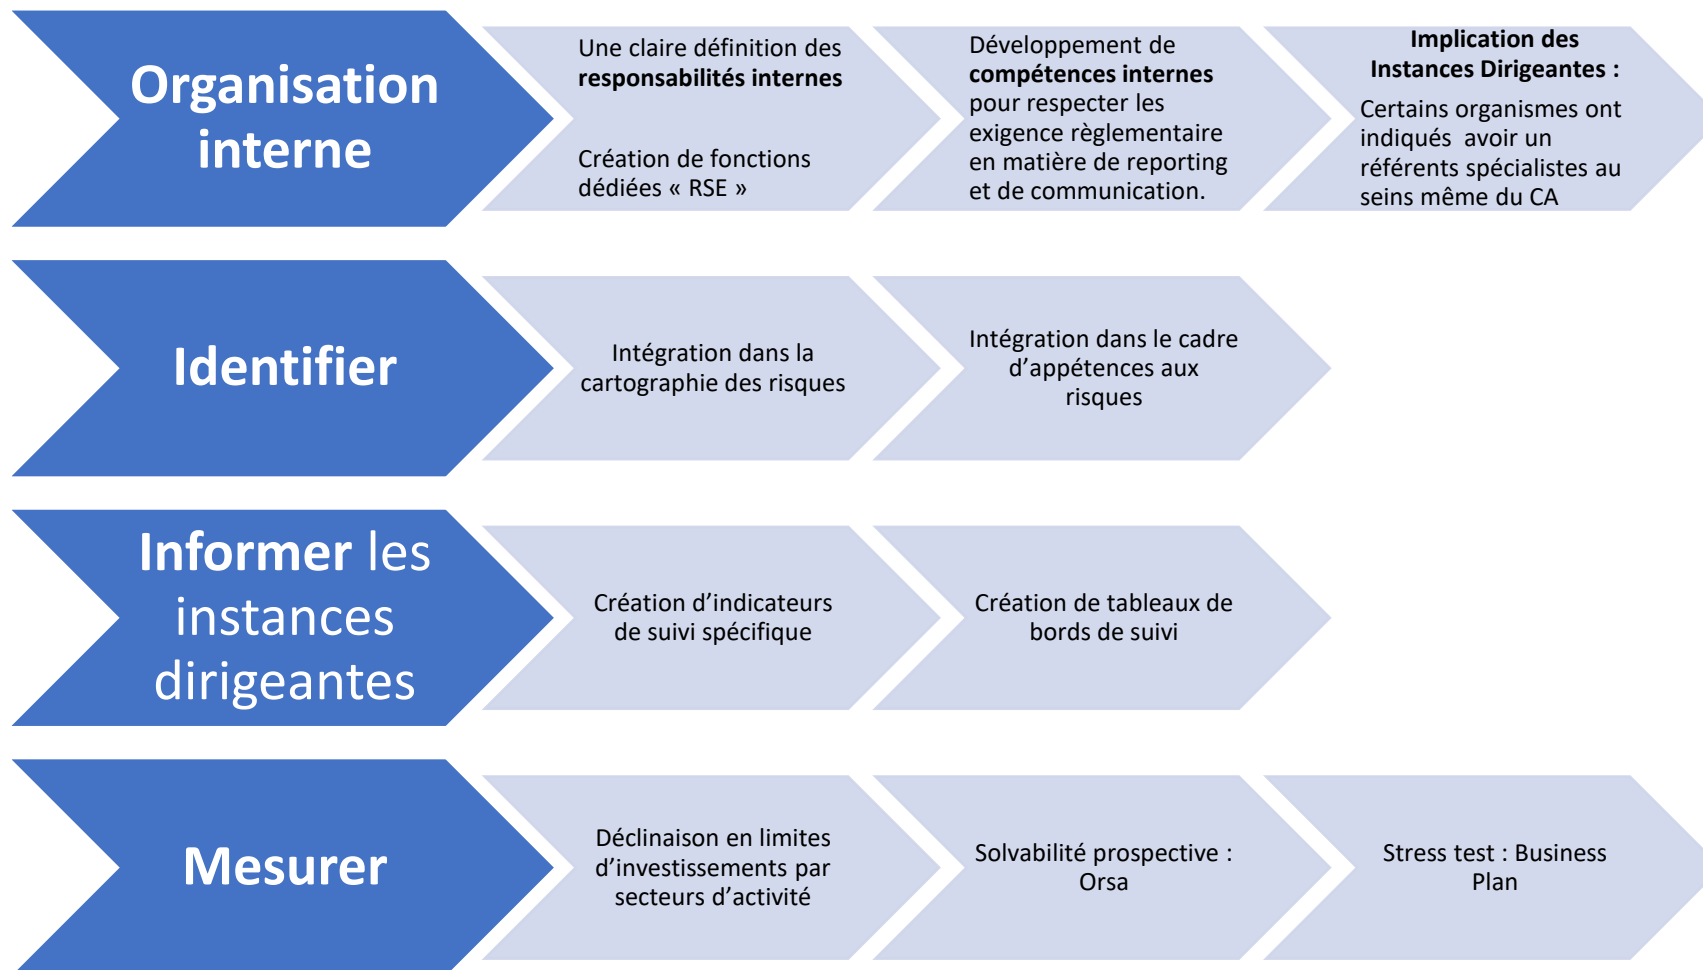 Organisation
interne
Une claire définition des
responsabilités internes
Création de fonctions
dédiées « RSE »
Développement de
compétences internes
pour respecter les
exigence règlementaire
en matière de reporting
et de communication.
Implication des
Instances Dirigeantes :
Certains organismes ont
indiqués avoir un
référents spécialistes au
seins même du CA
Identifier
Intégration dans la
cartographie des risques
Intégration dans le cadre
d’appétences aux
risques
Informer les
instances
dirigeantes
Création d’indicateurs
de suivi spécifique
Création de tableaux de
bords de suivi
Mesurer
Déclinaison en limites
d’investissements par
secteurs d’activité
Solvabilité prospective :
Orsa
Stress test : Business
Plan